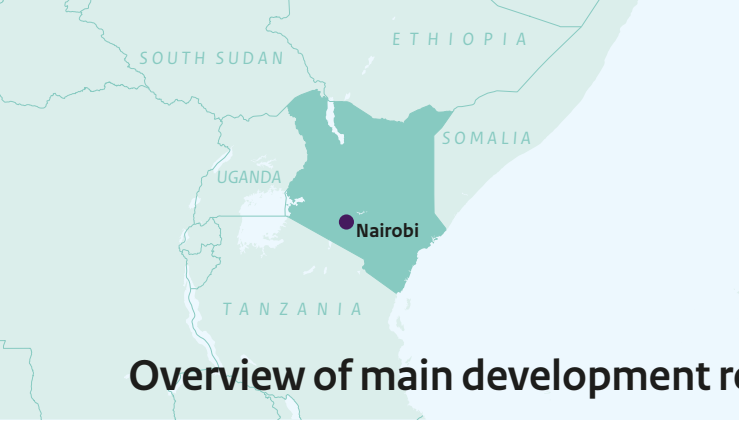 ETHIOPIA
SOUTH SUDAN
SOMALIA
UGANDA
Nairobi
TANZANIA
Overview of main development